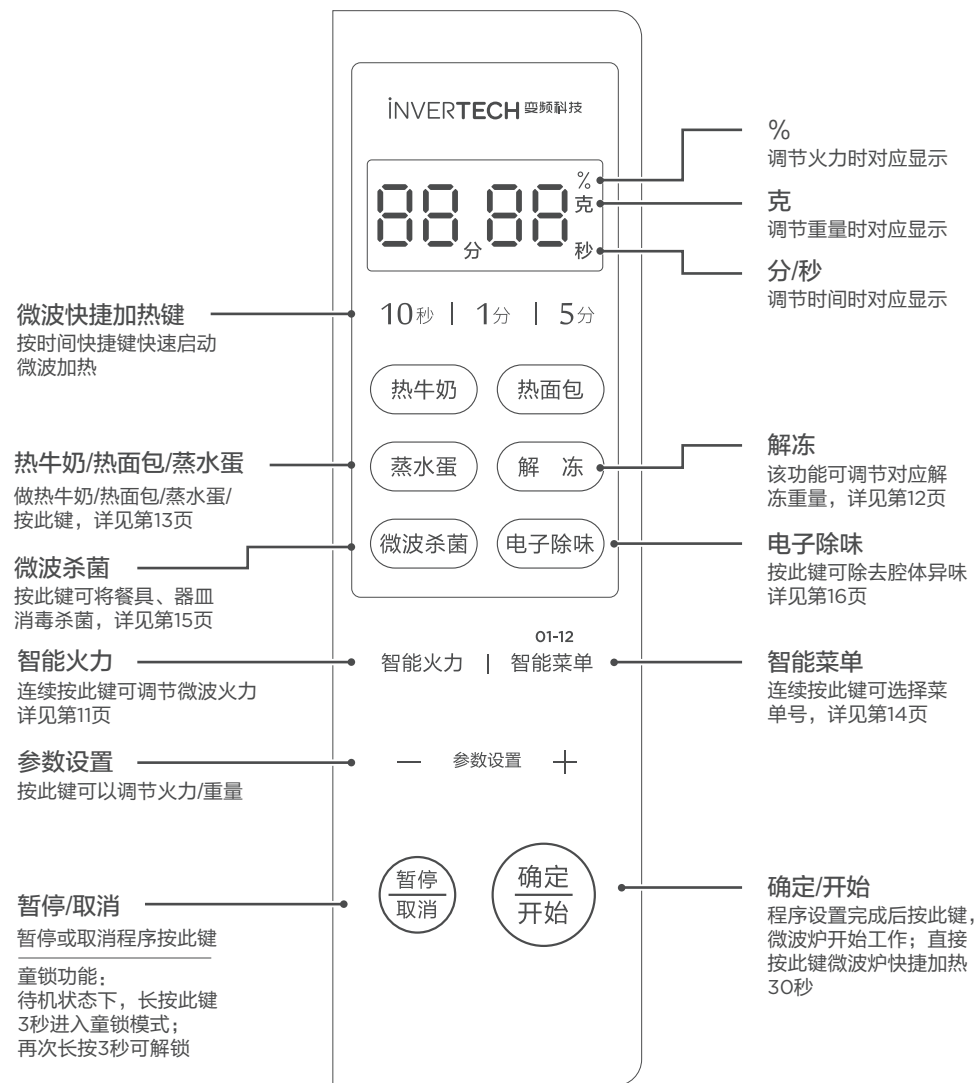 iNVERTECH 变频科技
88分88秒
%
克
10秒 | 1分 | 5分
热牛奶 热面包
蒸水蛋 解 冻
微波杀菌 电子除味
01-12
智能火力 | 智能菜单
— 参数设置 +
暂停
取消
确定
开始
微波快捷加热键
按时间快捷键快速启动
微波加热
热牛奶/热面包/蒸水蛋
做热牛奶/热面包/蒸水蛋/
按此键，详见第13页
微波杀菌
按此键可将餐具、器皿
消毒杀菌，详见第15页
智能火力
连续按此键可调节微波火力
详见第11页
参数设置
按此键可以调节火力/重量
暂停/取消
暂停或取消程序按此键
童锁功能：
待机状态下，长按此键
3秒进入童锁模式；
再次长按3秒可解锁
%
调节火力时对应显示
克
调节重量时对应显示
分/秒
调节时间时对应显示
解冻
该功能可调节对应解
冻重量，详见第12页
电子除味
按此键可除去腔体异味
详见第16页
智能菜单
连续按此键可选择菜
单号，详见第14页
确定/开始
程序设置完成后按此键，
微波炉开始工作；直接
按此键微波炉快捷加热
30秒